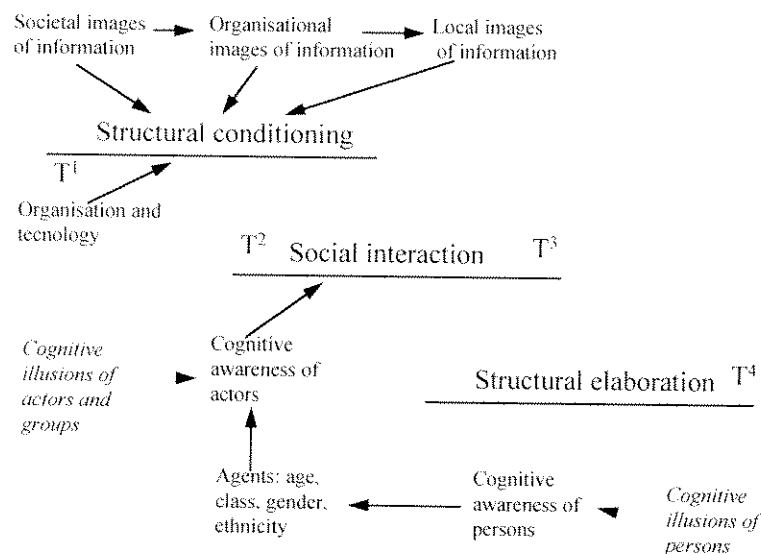 Societal images
of information
Organisational
images of information
Local images
of information
Structural conditioning
T¹
Organisation and
tecnology
T² Social interaction T³
Cognitive
illusions of
actors and
groups
Cognitive
awareness of
actors
Structural elaboration T⁴
Agents: age,
class, gender,
ethnicity
Cognitive
awareness of
persons
Cognitive
illusions of
persons